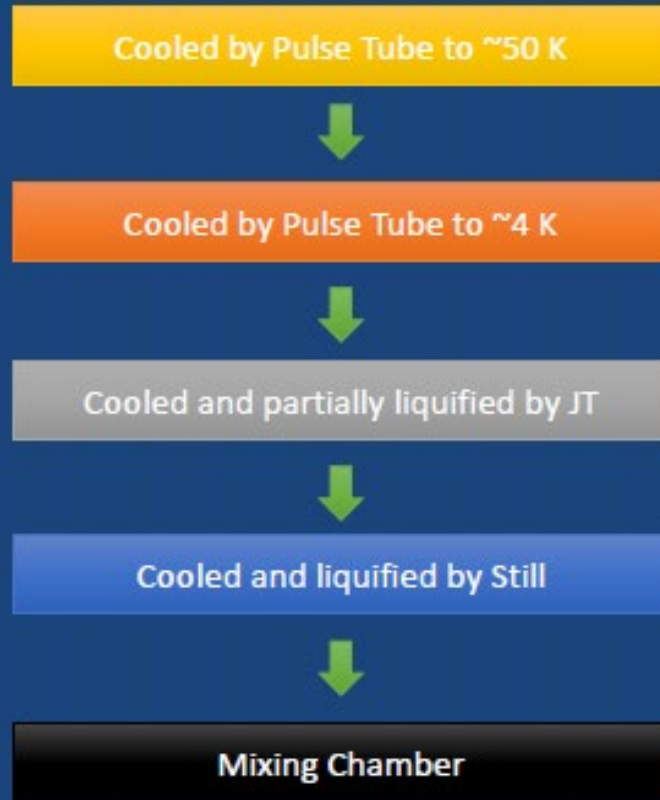 Cooled by Pulse Tube to ~50 K
Cooled by Pulse Tube to ~4 K
Cooled and partially liquified by JT
Cooled and liquified by Still
Mixing Chamber